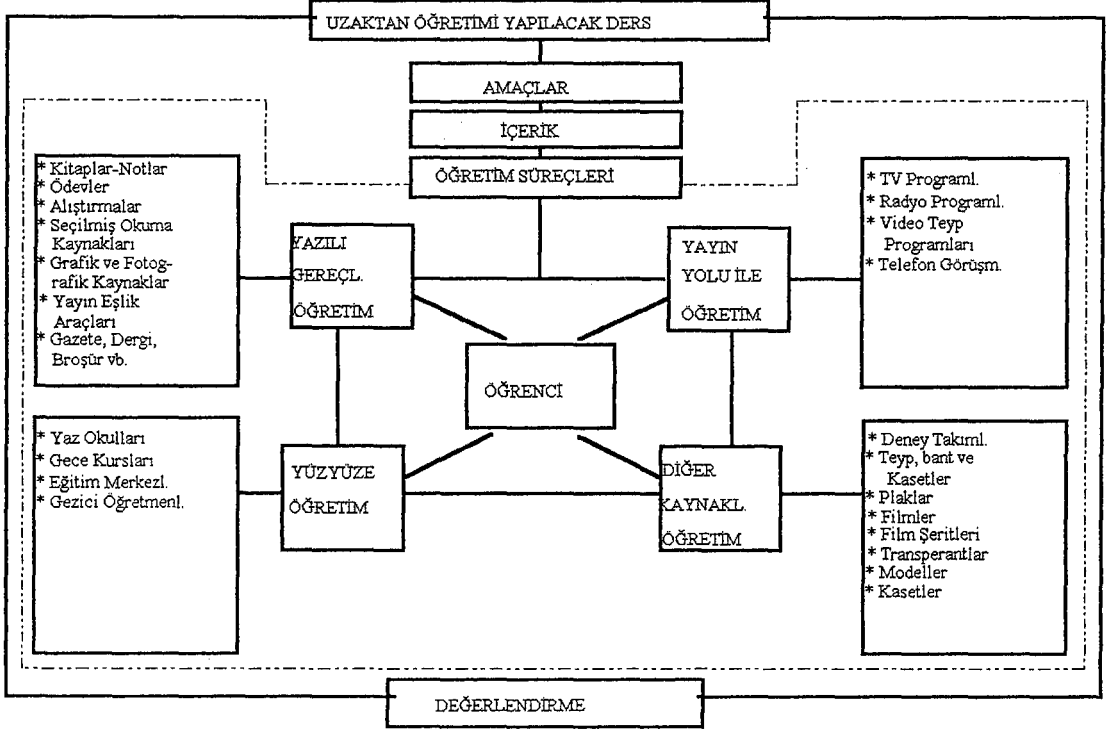 UZAKTAN ÖĞRETİMİ YAPILACAK DERS
AMAÇLAR
İÇERİK
ÖĞRETİM SÜREÇLERİ
* Kitaplar-Notlar
* Ödevler
* Alıştırmalar
* Seçilmiş Okuma
Kaynakları
* Grafik ve Fotog-
rafik Kaynaklar
* Yayın Eşlik
Araçları
* Gazete, Dergi,
Broşür vb.
YAZILI
GEREÇL.
ÖĞRETİM
YAYIN
YOLU İLE
ÖĞRETİM
* TV Programl.
* Radyo Programl.
* Video Teyp
Programları
* Telefon Görüşm.
ÖĞRENCİ
* Yaz Okulları
* Gece Kursları
* Eğitim Merkezl.
* Gezici Öğretmenl.
YÜZYÜZE
ÖĞRETİM
DİĞER
KAYNAKL.
ÖĞRETİM
* Deney Takıml.
* Teyp, bant ve
Kasetler
* Plaklar
* Filmler
* Film Şeritleri
* Transperantlar
* Modeller
* Kasetler
DEĞERLENDİRME